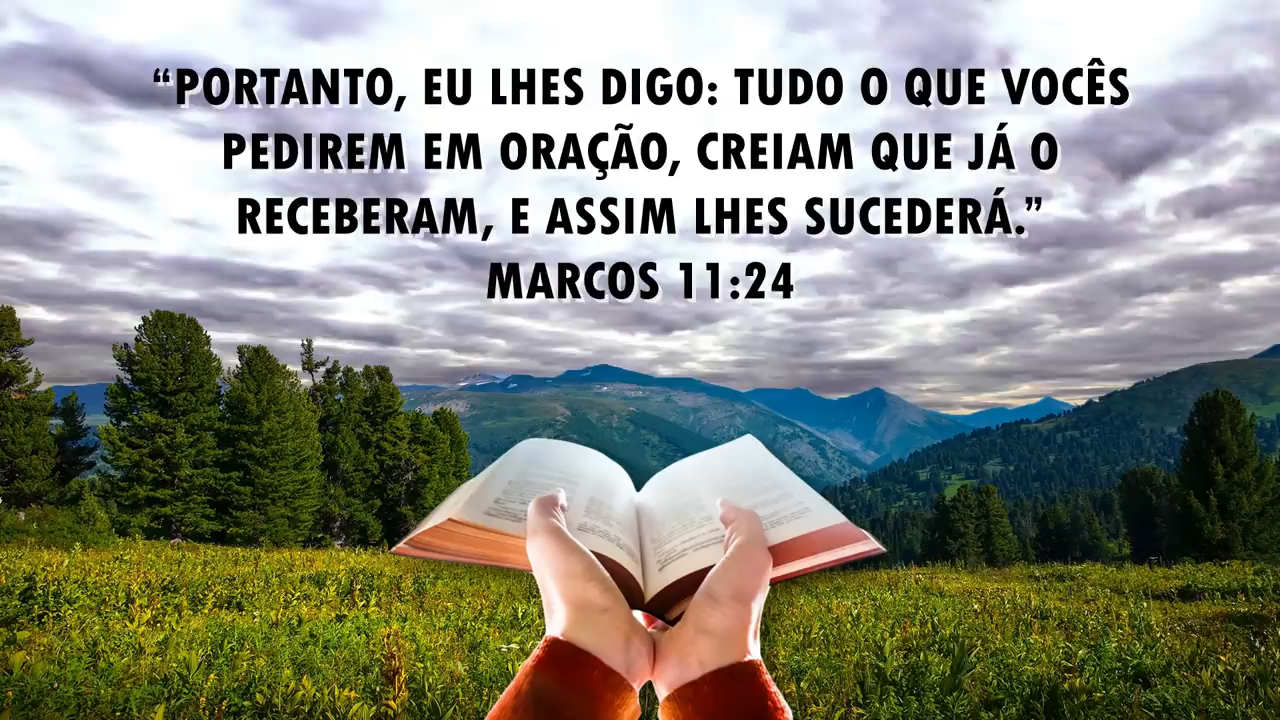 “PORTANTO, EU LHES DIGO: TUDO O QUE VOCÊS
PEDIREM EM ORAÇÃO, CREIAM QUE JÁ O
RECEBERAM, E ASSIM LHES SUCEDERÁ.”
MARCOS 11:24